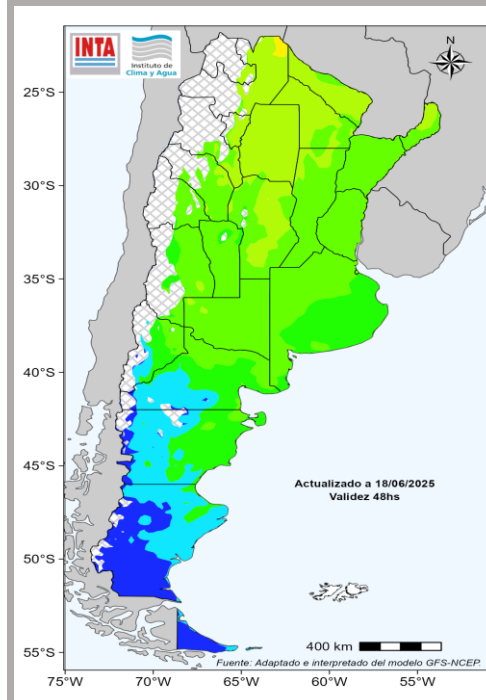 INTA
Instituto de
Clima y Agua
N
25°S
30°S
35°S
40°S
45°S
50°S
55°S
Actualizado a 18/06/2025
Validez 48hs
400 km
Fuente: Adaptado e interpretado del modelo GFS-NCEP.
75°W
70°W
65°W
60°W
55°W